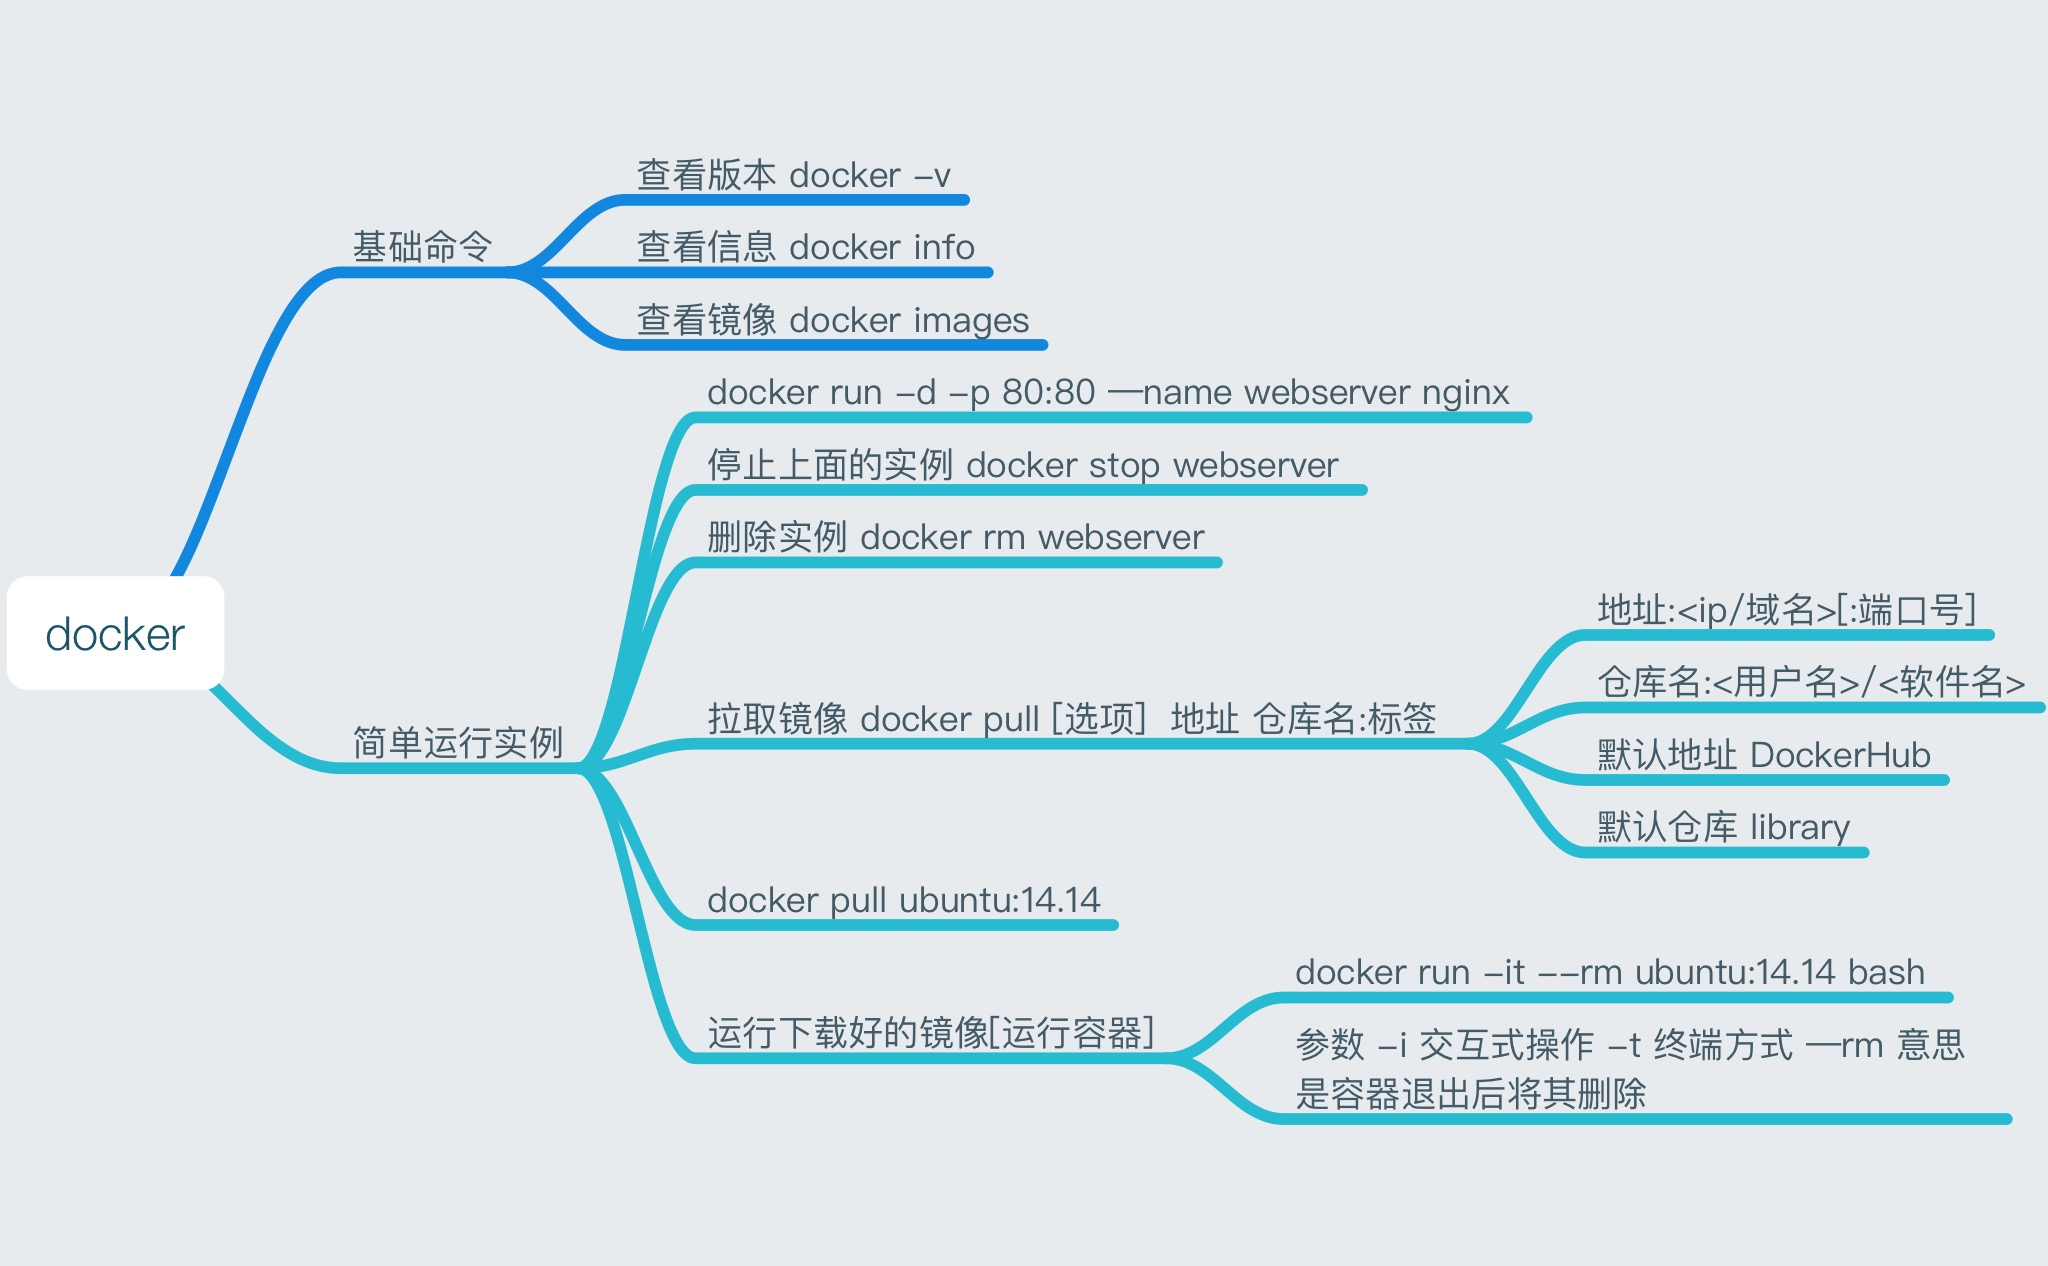 查看版本 docker -v
基础命令
查看信息 docker info
查看镜像 docker images
docker run -d -p 80:80 —name webserver nginx
停止上面的实例 docker stop webserver
删除实例 docker rm webserver
docker
简单运行实例
拉取镜像 docker pull [选项] 地址 仓库名:标签
地址:<ip/域名>[:端口号]
仓库名:<用户名>/<软件名>
默认地址 DockerHub
默认仓库 library
docker pull ubuntu:14.14
运行下载好的镜像[运行容器]
docker run -it --rm ubuntu:14.14 bash
参数 -i 交互式操作 -t 终端方式 —rm 意思
是容器退出后将其删除